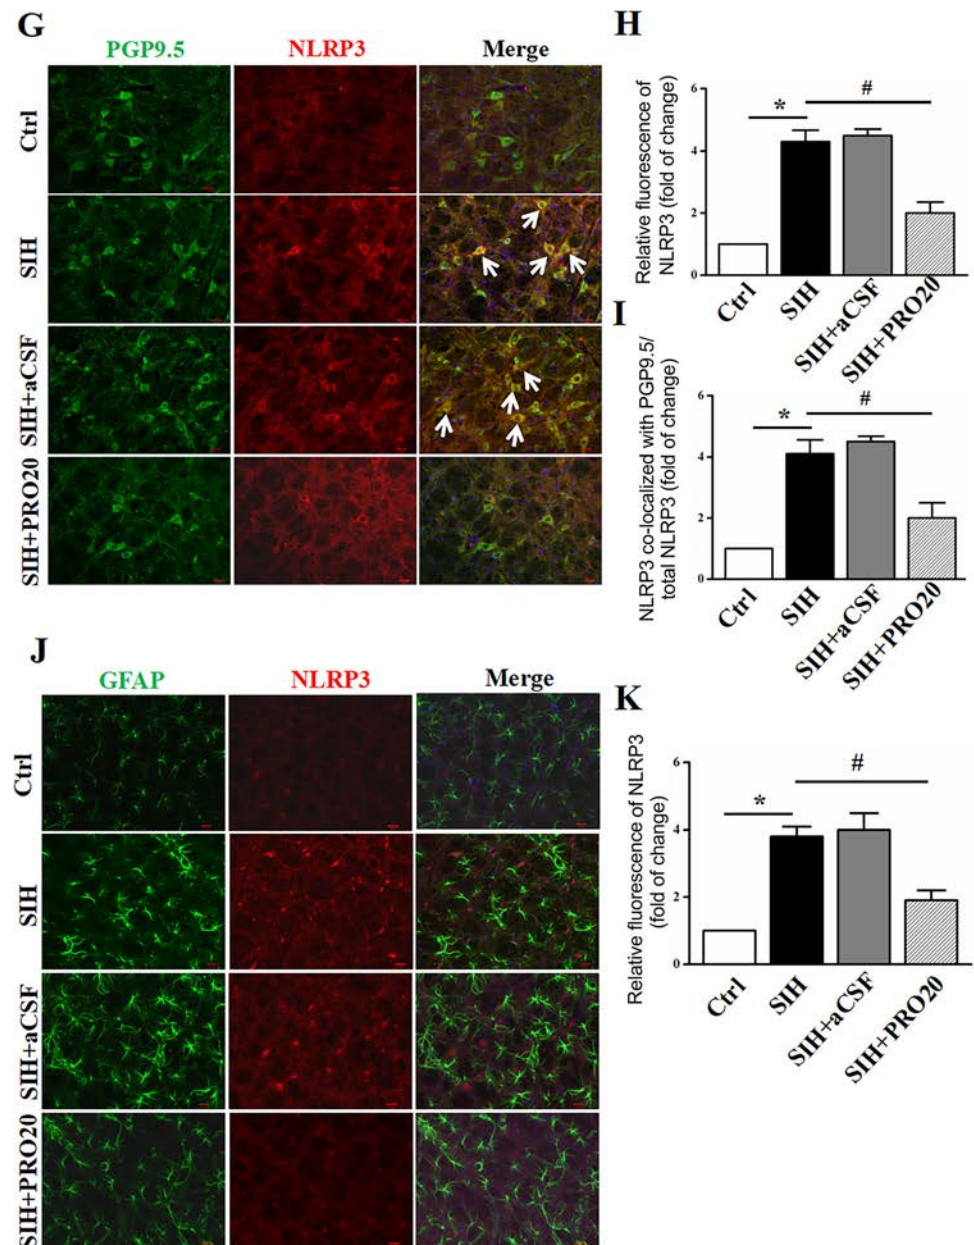 G
PGP9.5 NLRP3 Merge
Ctrl
SIH
SIH+aCSF
SIH+PRO20
H
Relative fluorescence of
NLRP3 (fold of change)
6
4
2
0
* #
Ctrl SIH SIH+aCSF SIH+PRO20
I
NLRP3 co-localized with PGP9.5/
total NLRP3 (fold of change)
6
4
2
0
* #
Ctrl SIH SIH+aCSF SIH+PRO20
J
GFAP NLRP3 Merge
Ctrl
SIH
SIH+aCSF
SIH+PRO20
K
Relative fluorescence of NLRP3
(fold of change)
6
4
2
0
* #
Ctrl SIH SIH+aCSF SIH+PRO20